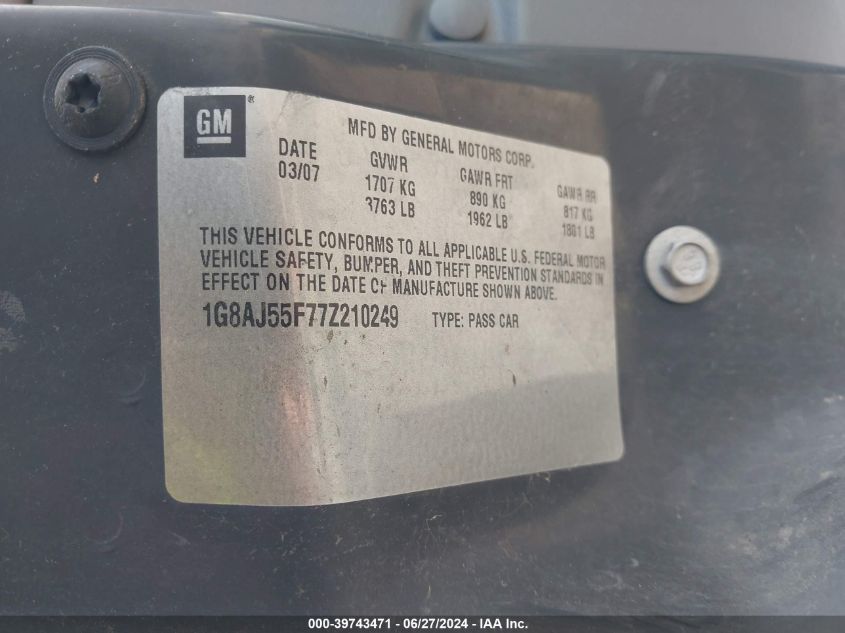 GM ®
MFD BY GENERAL MOTORS CORP.
DATE GVWR GAWR FRT GAWR RR
03/07 1707 KG 890 KG 817 KG
3763 LB 1962 LB 1801 LB
THIS VEHICLE CONFORMS TO ALL APPLICABLE U.S. FEDERAL MOTOR
VEHICLE SAFETY, BUMPER, AND THEFT PREVENTION STANDARDS IN
EFFECT ON THE DATE OF MANUFACTURE SHOWN ABOVE.
1G8AJ55F77Z210249 TYPE: PASS CAR
000-39743471 - 06/27/2024 - IAA Inc.